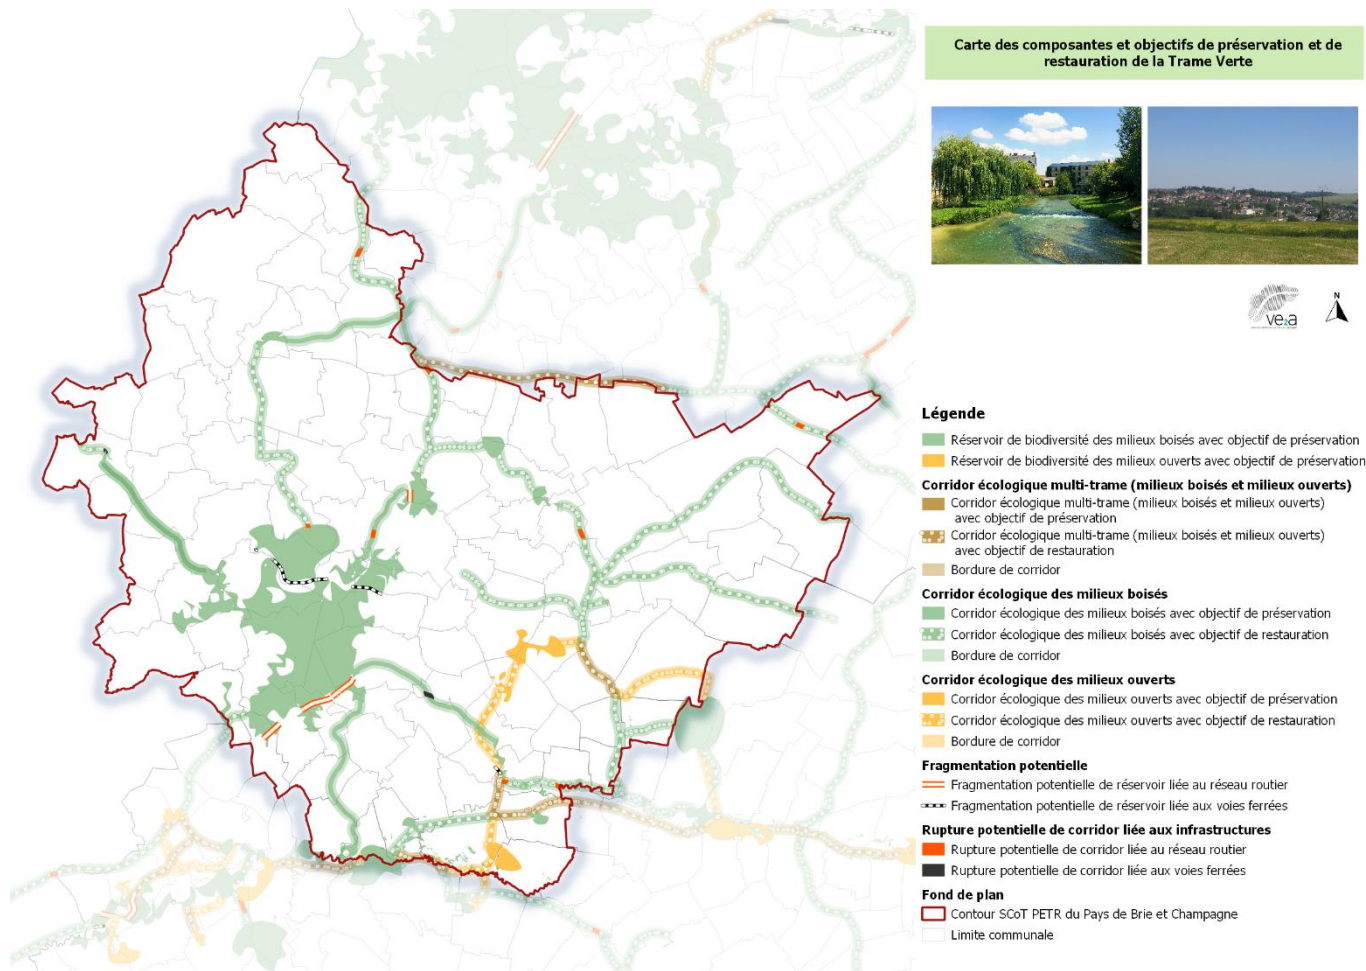 Carte des composantes et objectifs de préservation et de
restauration de la Trame Verte
ve2a
N
Légende
Réservoir de biodiversité des milieux boisés avec objectif de préservation
Réservoir de biodiversité des milieux ouverts avec objectif de préservation
Corridor écologique multi-trame (milieux boisés et milieux ouverts)
Corridor écologique multi-trame (milieux boisés et milieux ouverts)
avec objectif de préservation
Corridor écologique multi-trame (milieux boisés et milieux ouverts)
avec objectif de restauration
Bordure de corridor
Corridor écologique des milieux boisés
Corridor écologique des milieux boisés avec objectif de préservation
Corridor écologique des milieux boisés avec objectif de restauration
Bordure de corridor
Corridor écologique des milieux ouverts
Corridor écologique des milieux ouverts avec objectif de préservation
Corridor écologique des milieux ouverts avec objectif de restauration
Bordure de corridor
Fragmentation potentielle
Fragmentation potentielle de réservoir liée au réseau routier
Fragmentation potentielle de réservoir liée aux voies ferrées
Rupture potentielle de corridor liée aux infrastructures
Rupture potentielle de corridor liée au réseau routier
Rupture potentielle de corridor liée aux voies ferrées
Fond de plan
Contour SCoT PETR du Pays de Brie et Champagne
Limite communale